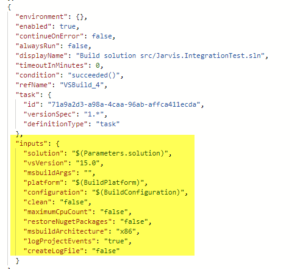 {
"environment": {},
"enabled": true,
"continueOnError": false,
"alwaysRun": false,
"displayName": "Build solution src/Jarvis.IntegrationTest.sln",
"timeoutInMinutes": 0,
"condition": "succeeded()",
"refName": "VSBuild_4",
"task": {
"id": "71a9a2d3-a98a-4caa-96ab-affca411ecda",
"versionSpec": "1.*",
"definitionType": "task"
},
"inputs": {
"solution": "$(Parameters.solution)",
"vsVersion": "15.0",
"msbuildArgs": "",
"platform": "$(BuildPlatform)",
"configuration": "$(BuildConfiguration)",
"clean": "false",
"maximumCpuCount": "false",
"restoreNugetPackages": "false",
"msbuildArchitecture": "x86",
"logProjectEvents": "true",
"createLogFile": "false"
}